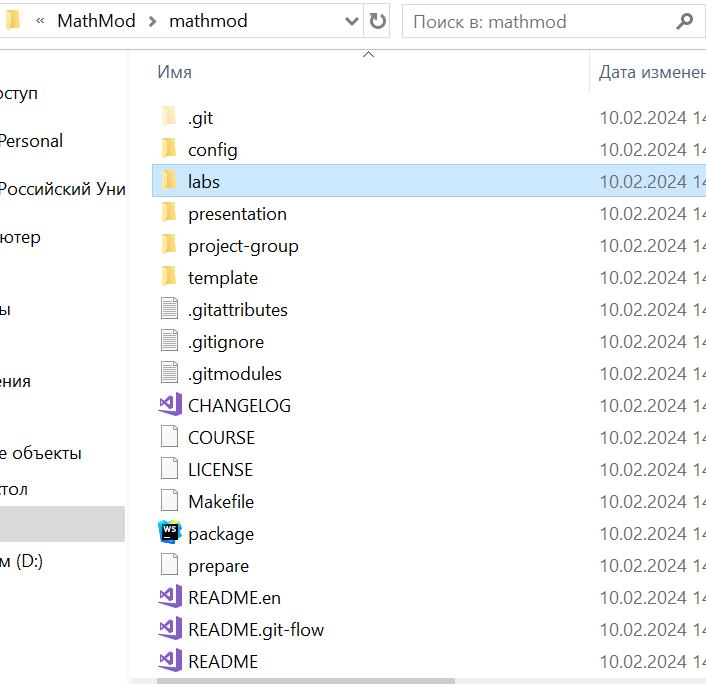 « MathMod > mathmod
Поиск в: mathmod
Имя
Дата изменен
оступ
Personal
Российский Уни
ютер
ы
ения
е объекты
стол
м (D:)
.git 10.02.2024 14
config 10.02.2024 14
labs 10.02.2024 14
presentation 10.02.2024 14
project-group 10.02.2024 14
template 10.02.2024 14
.gitattributes 10.02.2024 14
.gitignore 10.02.2024 14
.gitmodules 10.02.2024 14
CHANGELOG 10.02.2024 14
COURSE 10.02.2024 14
LICENSE 10.02.2024 14
Makefile 10.02.2024 14
WS package 10.02.2024 14
prepare 10.02.2024 14
README.en 10.02.2024 14
README.git-flow 10.02.2024 14
README 10.02.2024 14